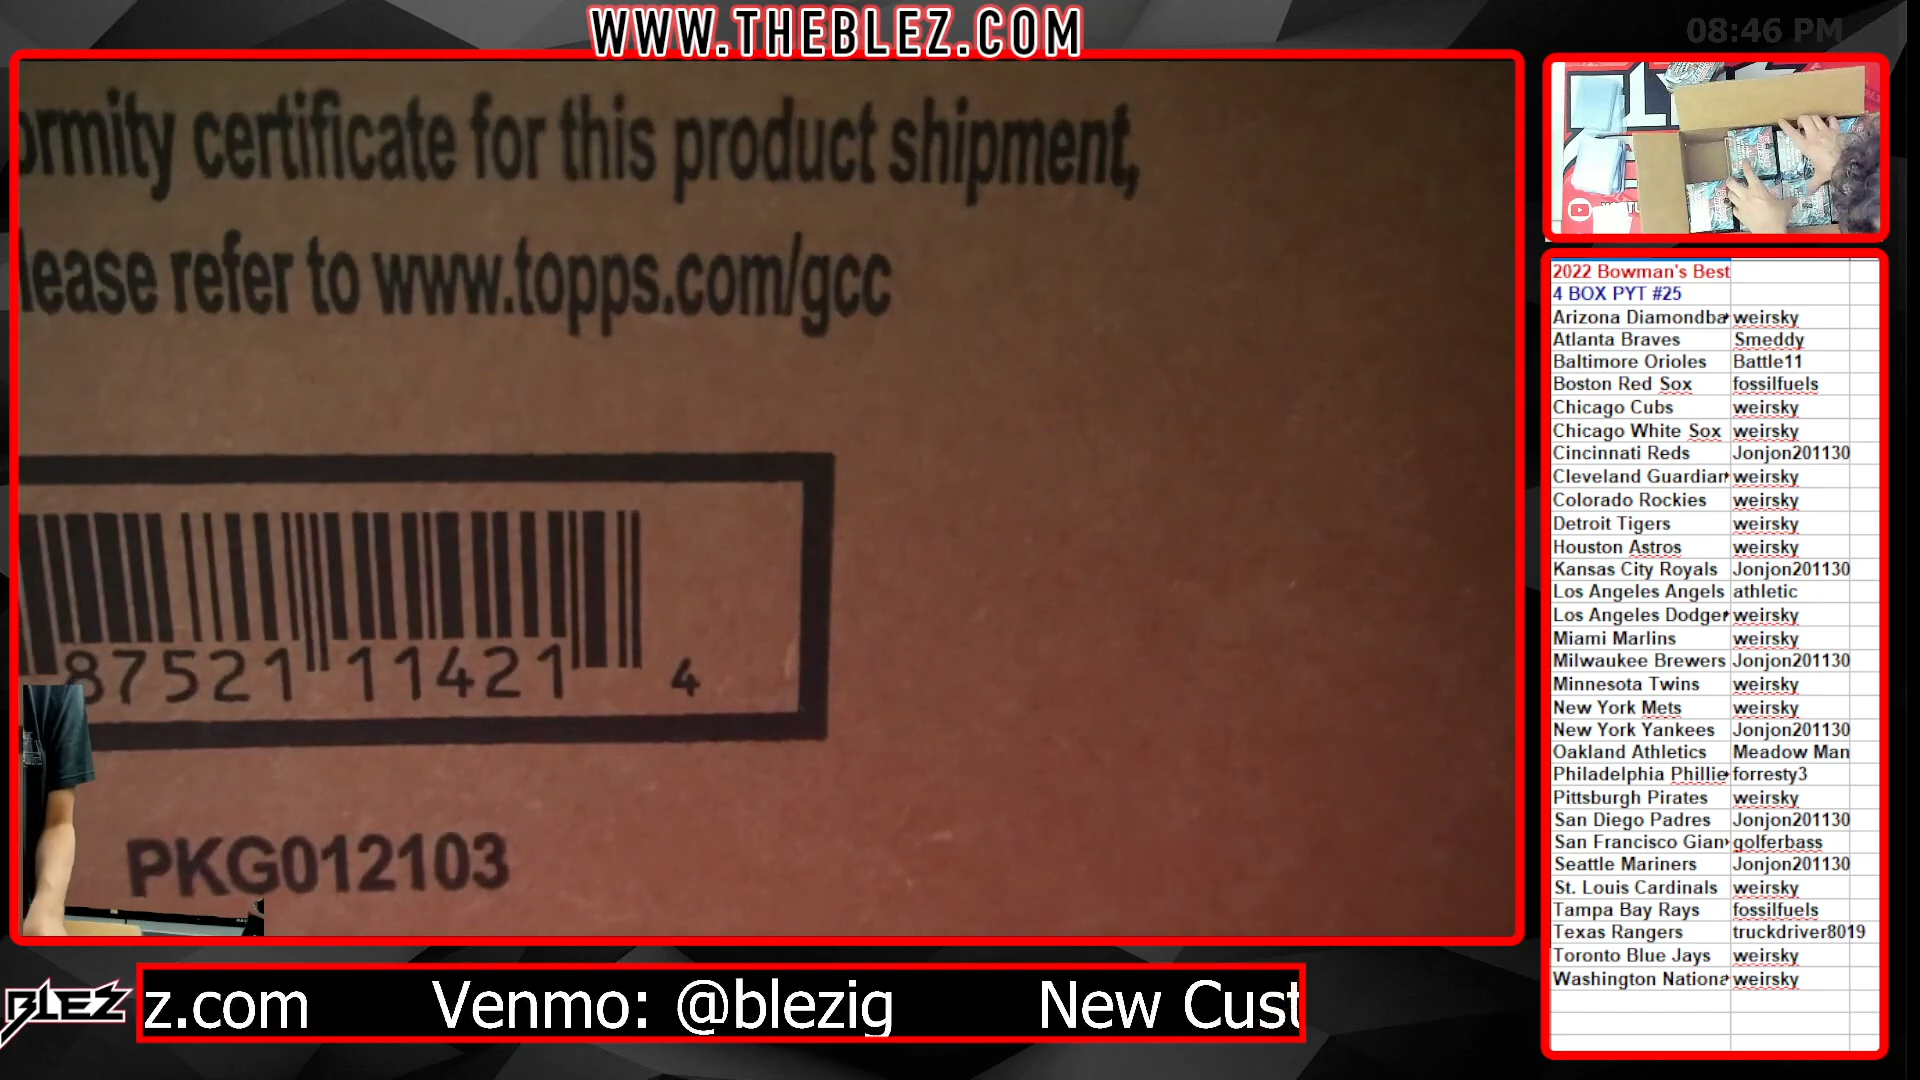 WWW.THEBLEZ.COM
08:46 PM
ormity certificate for this product shipment,
lease refer to www.topps.com/gcc
87521 11421 4
PKG012103
2022 Bowman's Best
4 BOX PYT #25
Arizona Diamondba weirsky
Atlanta Braves Smeddy
Baltimore Orioles Battle11
Boston Red Sox fossilfuels
Chicago Cubs weirsky
Chicago White Sox weirsky
Cincinnati Reds Jonjon201130
Cleveland Guardian weirsky
Colorado Rockies weirsky
Detroit Tigers weirsky
Houston Astros weirsky
Kansas City Royals Jonjon201130
Los Angeles Angels athletic
Los Angeles Dodger weirsky
Miami Marlins weirsky
Milwaukee Brewers Jonjon201130
Minnesota Twins weirsky
New York Mets weirsky
New York Yankees Jonjon201130
Oakland Athletics Meadow Man
Philadelphia Phillie forresty3
Pittsburgh Pirates weirsky
San Diego Padres Jonjon201130
San Francisco Gian golferbass
Seattle Mariners Jonjon201130
St. Louis Cardinals weirsky
Tampa Bay Rays fossilfuels
Texas Rangers truckdriver8019
Toronto Blue Jays weirsky
Washington Nationa weirsky
BLEZ
z.com Venmo: @blezig New Cust